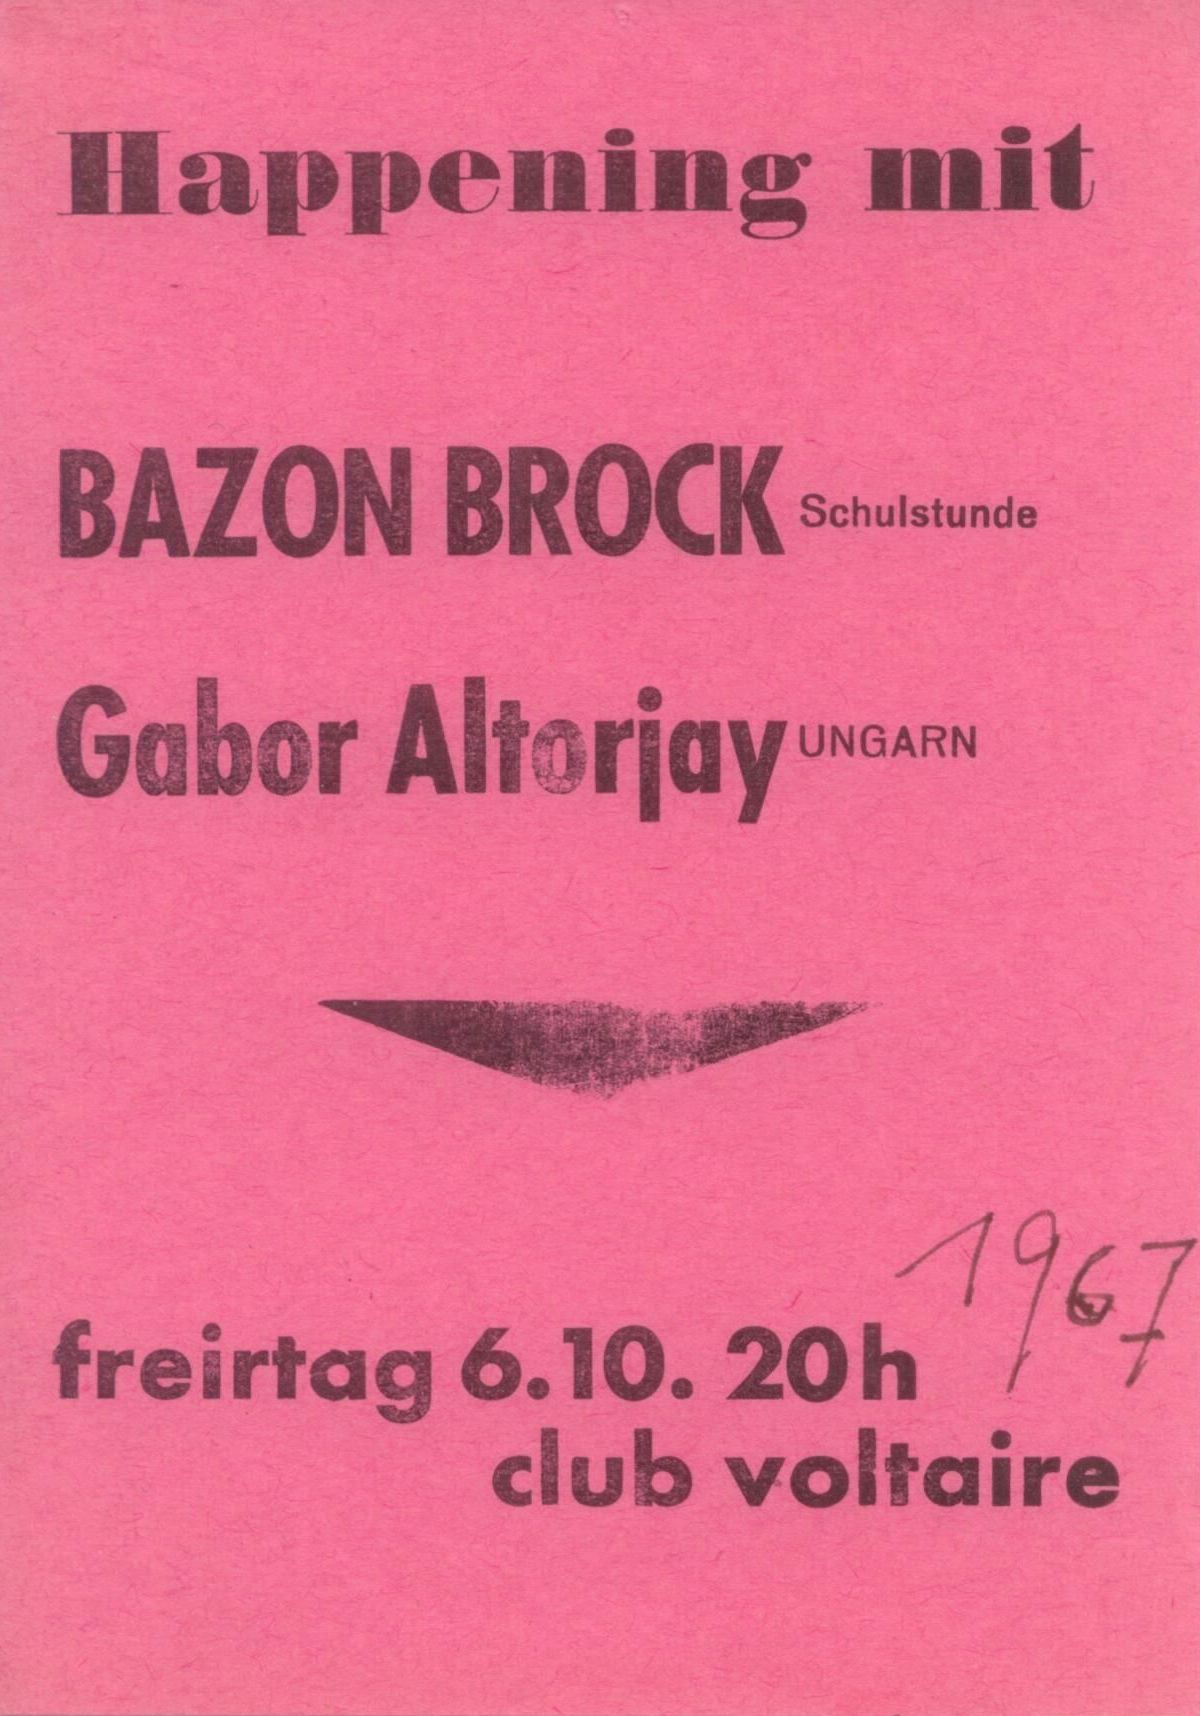 Happening mit
BAZON BROCK Schulstunde
Gabor Altorjay UNGARN
1967
freirtag 6.10. 20h
club voltaire